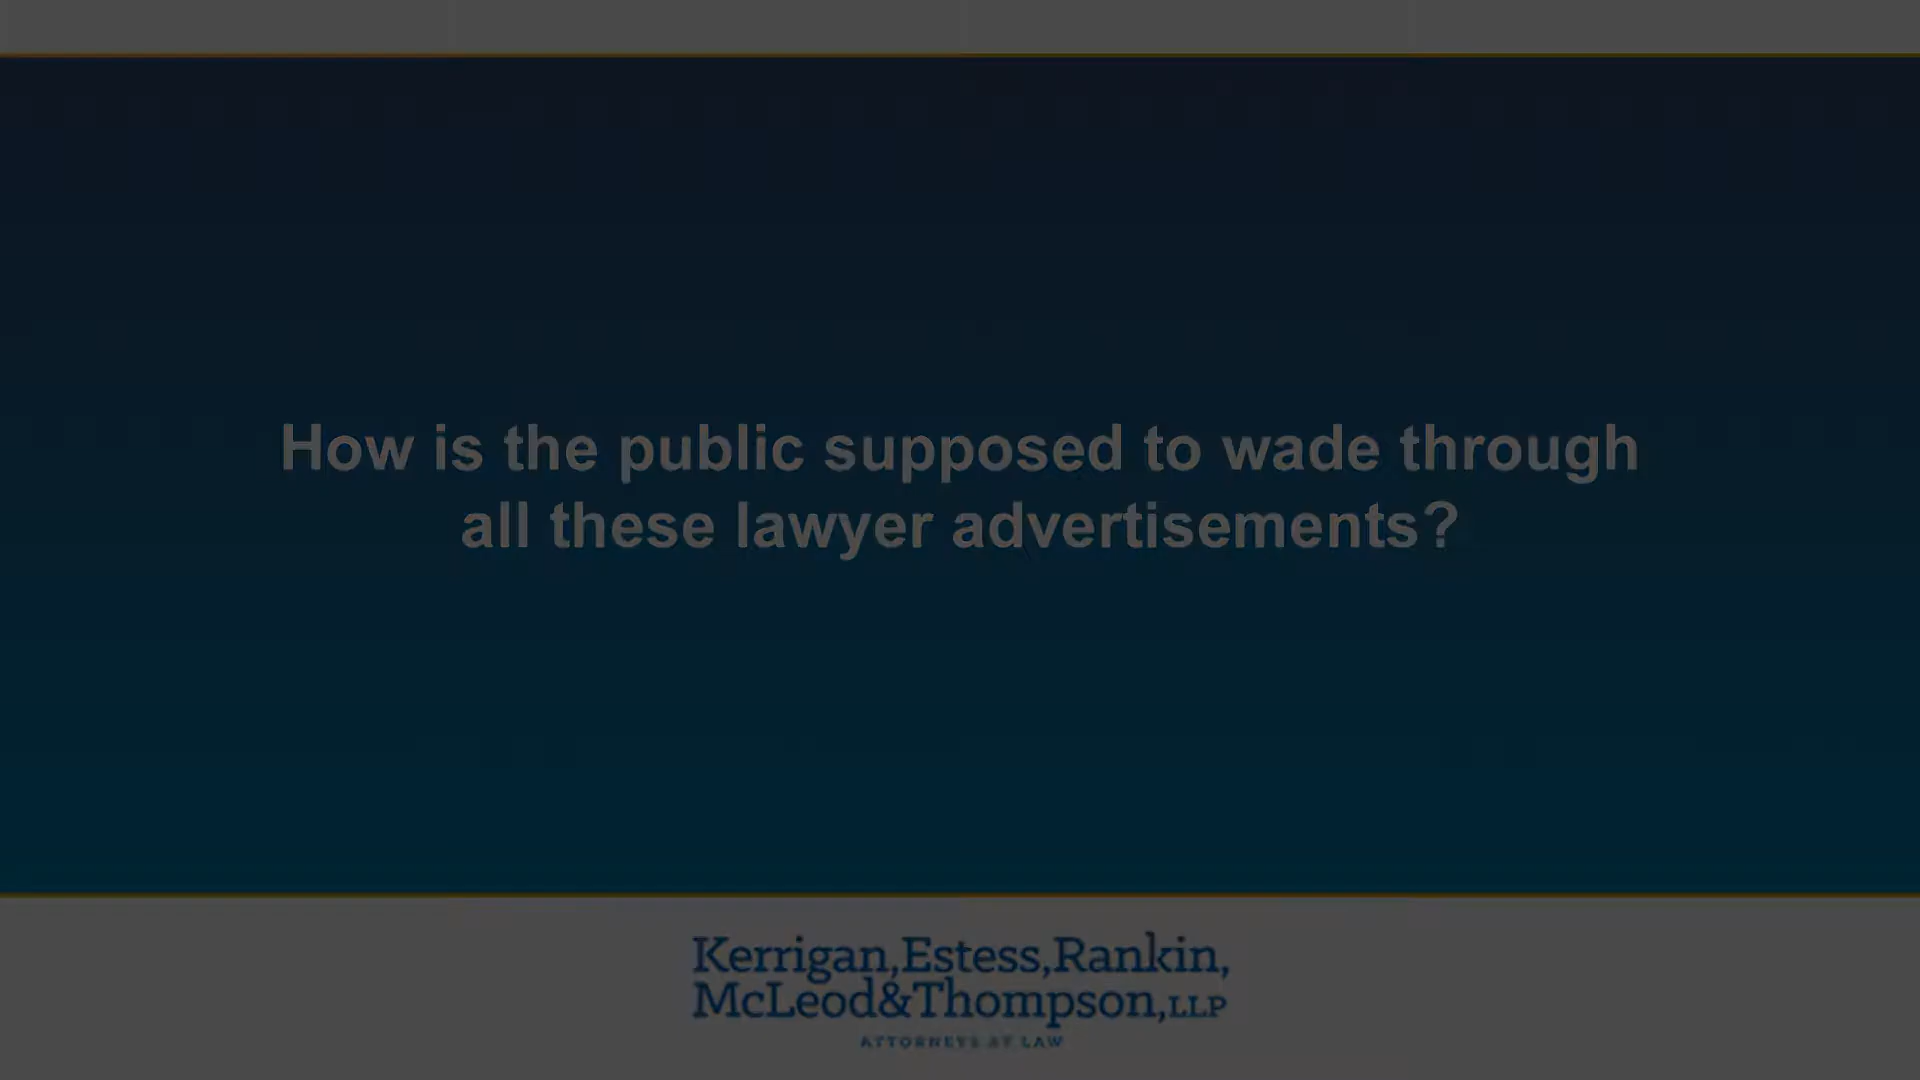 How is the public supposed to wade through
all these lawyer advertisements?
Kerrigan,Estess,Rankin,
McLeod&Thompson,LLP
ATTORNEYS AT LAW